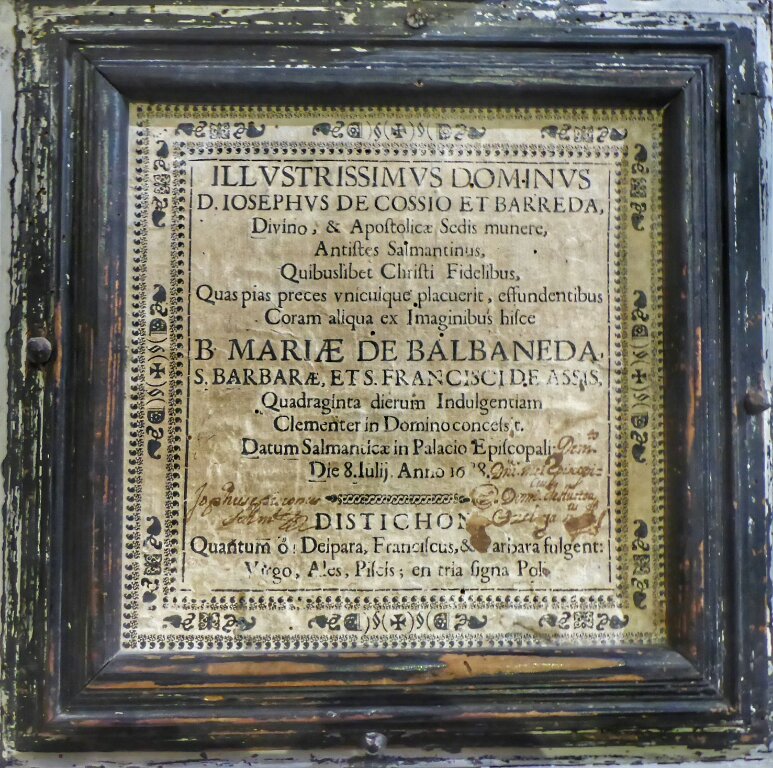 ILLVSTRISSIMVS DOMINVS
D. IOSEPHVS DE COSSIO ET BARREDA,
Divino, & Apostolicæ Sedis munere,
Antistes Salmantinus,
Quibuslibet Christi Fidelibus,
Quas pias preces vnicuique placuerit, effundentibus
Coram aliqua ex Imaginibus hisce
B MARIÆ DE BALBANEDA,
S. BARBARÆ, ET S. FRANCISCI DE ASSIS,
Quadraginta dierum Indulgentiam
Clementer in Domino concessit.
Datum Salmanticæ in Palacio Episcopali
Die 8. Iulij. Anno
DISTICHON
Quantum ô! Deipara, Franciscus, & Barbara fulgent:
Virgo, Ales, Piscis; en tria signa Polo